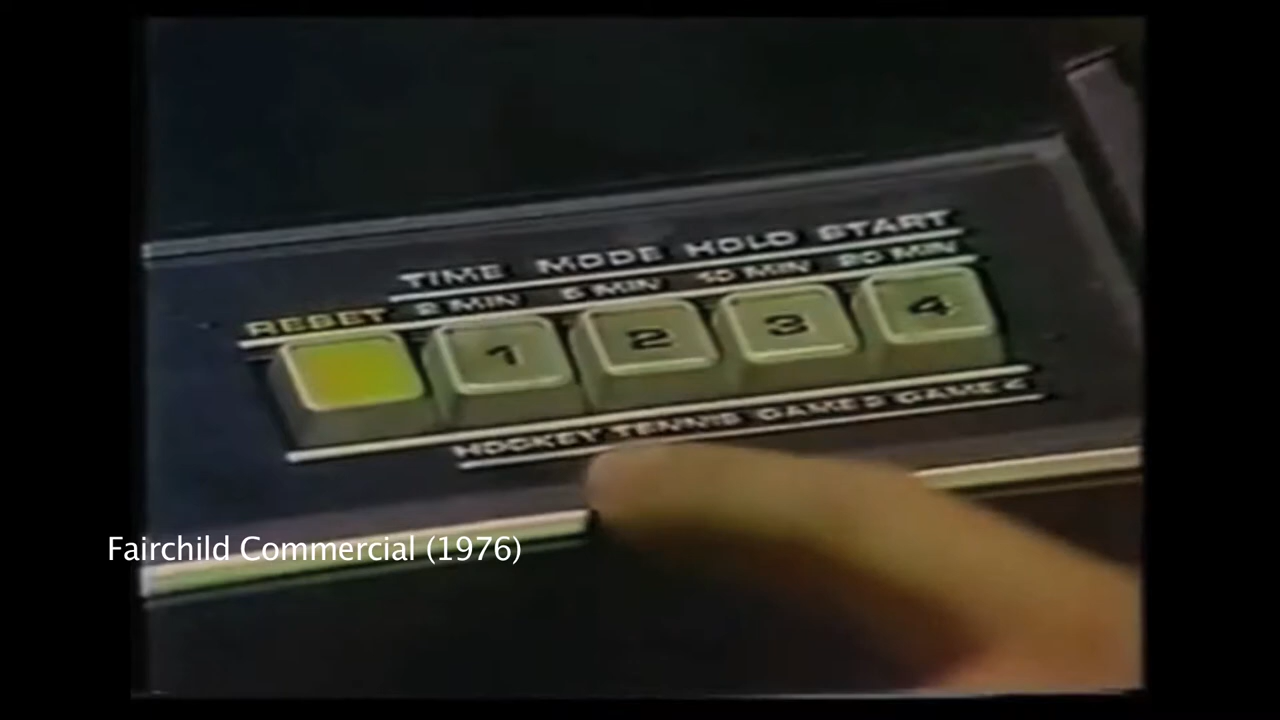 TIME MODE HOLD START
RESET 2 MIN 5 MIN 10 MIN 20 MIN
1 2 3 4
HOCKEY TENNIS GAME 3 GAME 4
Fairchild Commercial (1976)